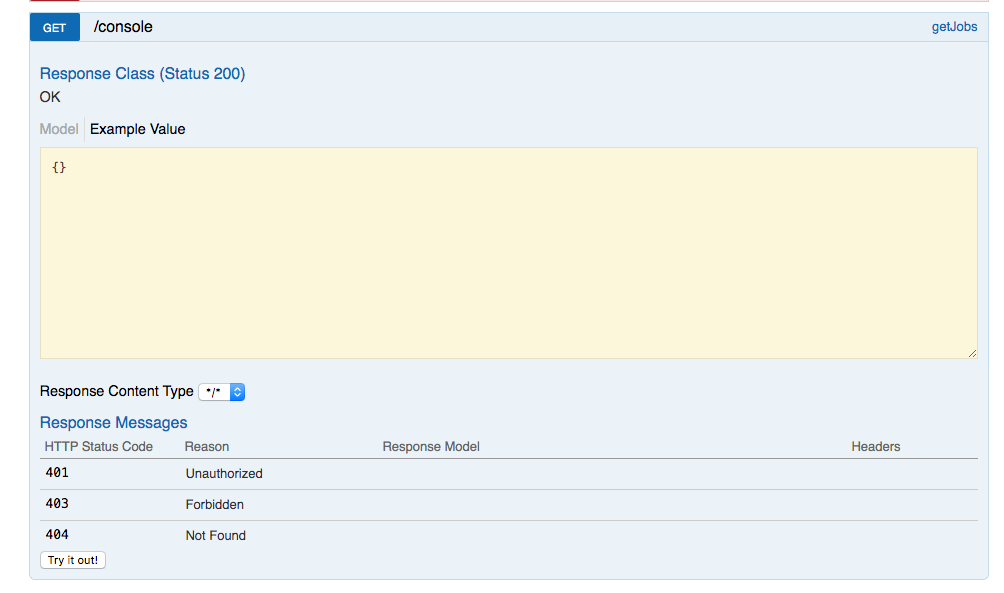 GET /console getJobs
Response Class (Status 200)
OK
Model Example Value
{}
Response Content Type */*
Response Messages
HTTP Status Code Reason Response Model Headers
401 Unauthorized
403 Forbidden
404 Not Found
Try it out!